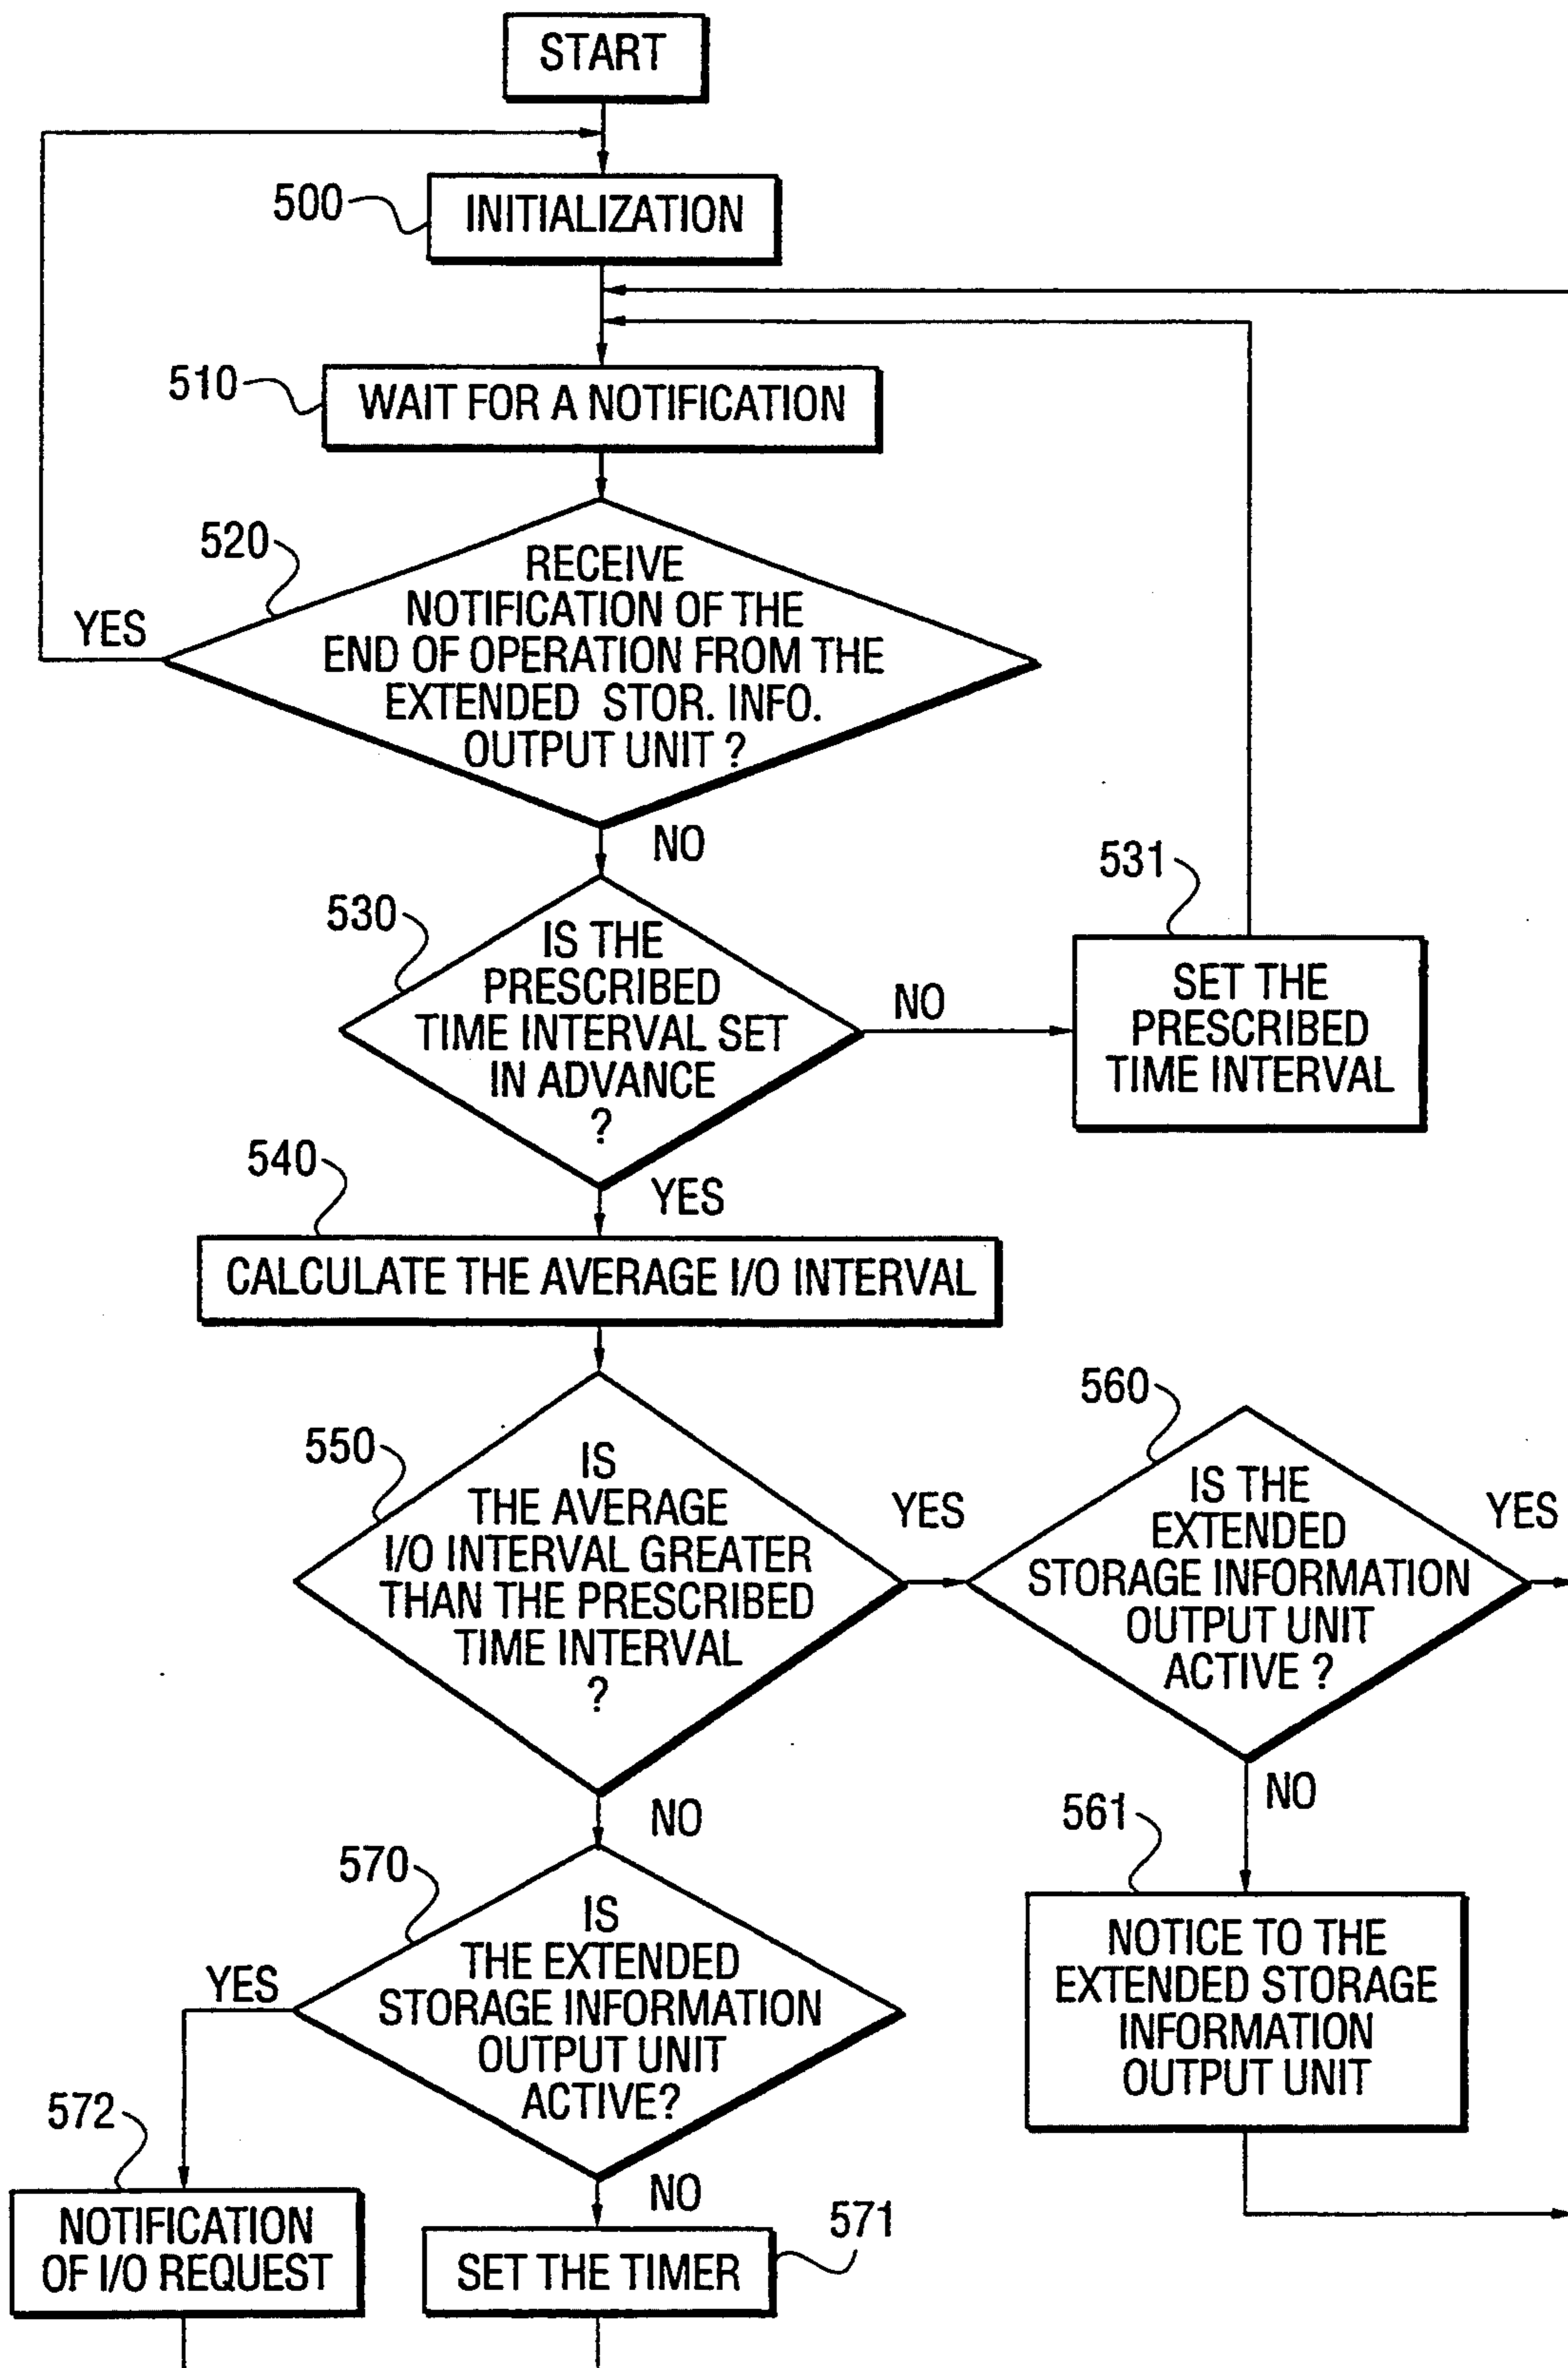 START
500
INITIALIZATION
510
WAIT FOR A NOTIFICATION
520
YES
RECEIVE
NOTIFICATION OF THE
END OF OPERATION FROM THE
EXTENDED STOR. INFO.
OUTPUT UNIT ?
NO
530
IS THE
PRESCRIBED
TIME INTERVAL SET
IN ADVANCE
?
NO
531
SET THE
PRESCRIBED
TIME INTERVAL
YES
540
CALCULATE THE AVERAGE I/O INTERVAL
550
IS
THE AVERAGE
I/O INTERVAL GREATER
THAN THE PRESCRIBED
TIME INTERVAL
?
YES
560
IS THE
EXTENDED
STORAGE INFORMATION
OUTPUT UNIT
ACTIVE ?
YES
NO
561
NOTICE TO THE
EXTENDED STORAGE
INFORMATION
OUTPUT UNIT
NO
570
IS
THE EXTENDED
STORAGE INFORMATION
OUTPUT UNIT
ACTIVE?
YES
572
NOTIFICATION
OF I/O REQUEST
NO
571
SET THE TIMER